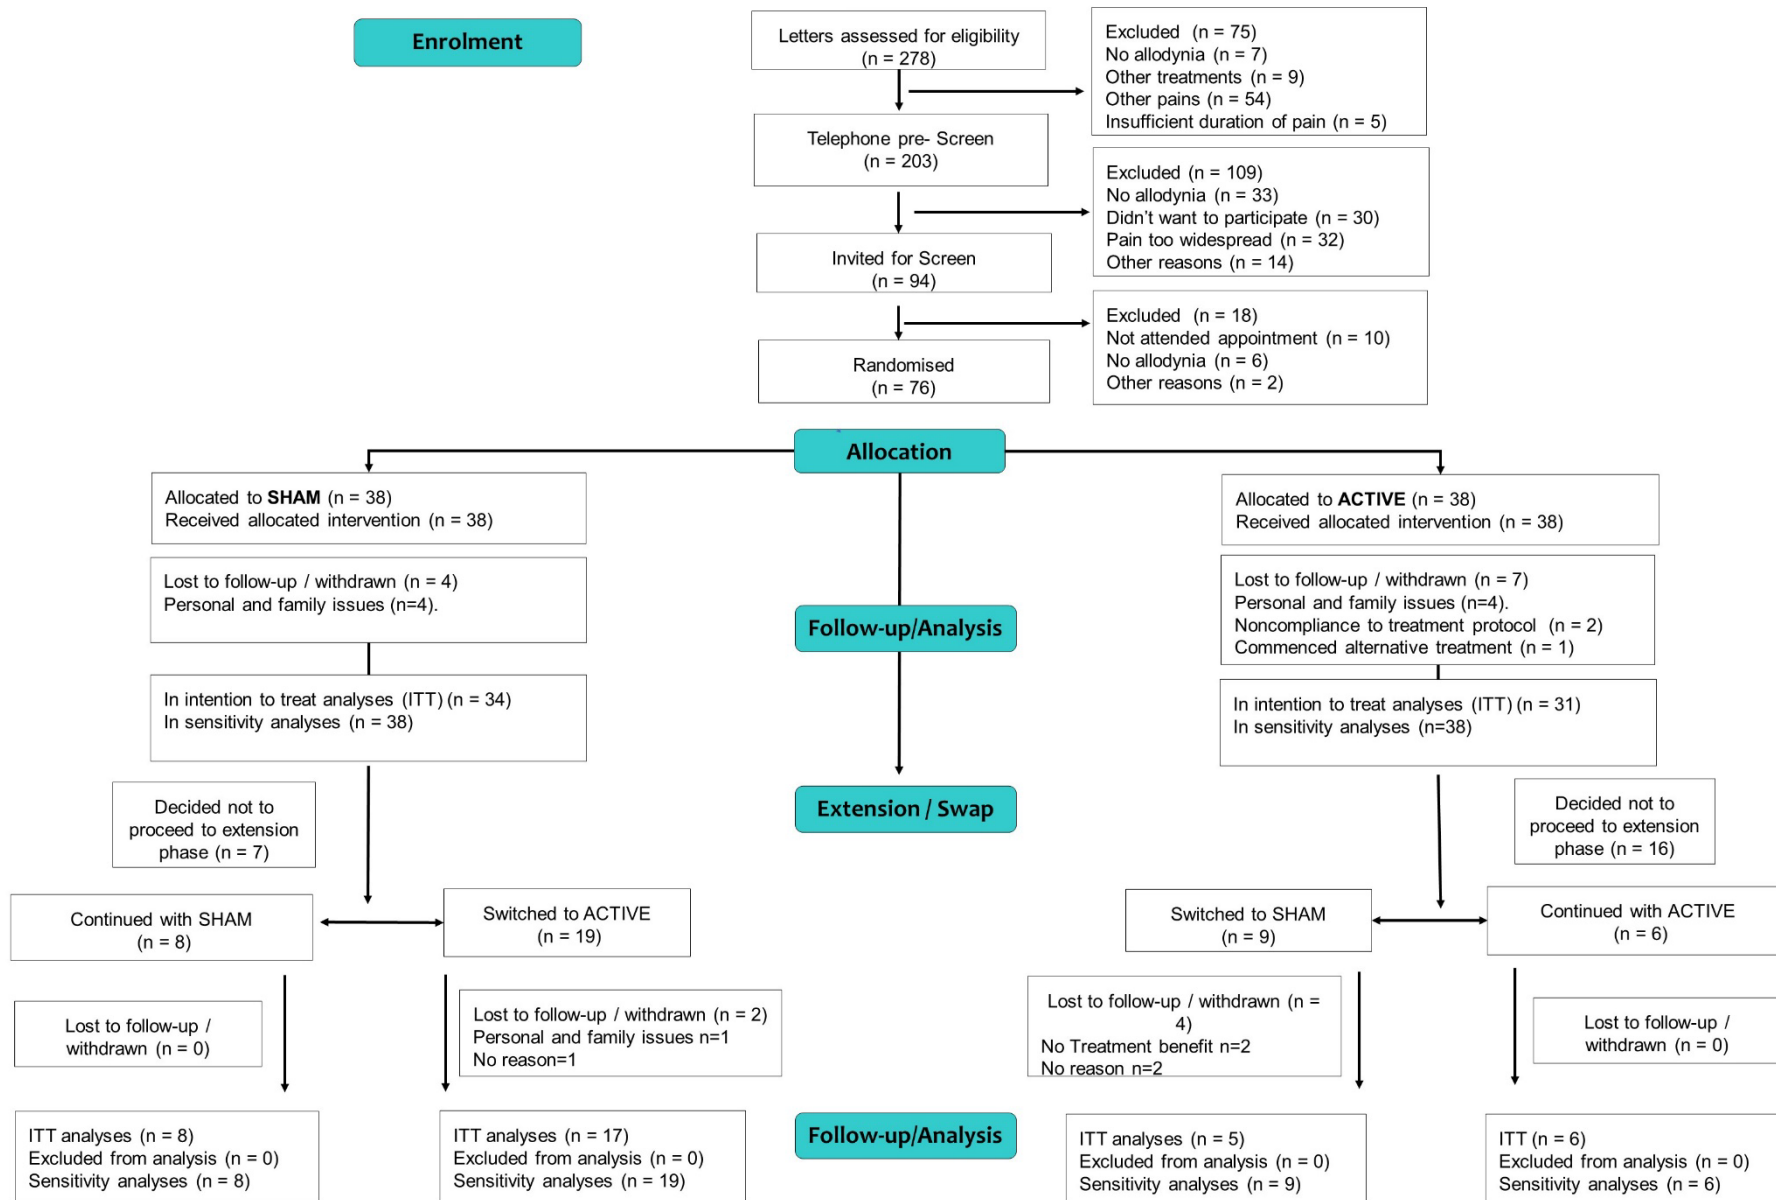 Enrolment
Letters assessed for eligibility
(n = 278)
Excluded (n = 75)
No allodynia (n = 7)
Other treatments (n = 9)
Other pains (n = 54)
Insufficient duration of pain (n = 5)
Telephone pre- Screen
(n = 203)
Excluded (n = 109)
No allodynia (n = 33)
Didn't want to participate (n = 30)
Pain too widespread (n = 32)
Other reasons (n = 14)
Invited for Screen
(n = 94)
Excluded (n = 18)
Not attended appointment (n = 10)
No allodynia (n = 6)
Other reasons (n = 2)
Randomised
(n = 76)
Allocation
Allocated to SHAM (n = 38)
Received allocated intervention (n = 38)
Allocated to ACTIVE (n = 38)
Received allocated intervention (n = 38)
Lost to follow-up / withdrawn (n = 4)
Personal and family issues (n=4).
Follow-up/Analysis
Lost to follow-up / withdrawn (n = 7)
Personal and family issues (n=4).
Noncompliance to treatment protocol (n = 2)
Commenced alternative treatment (n = 1)
In intention to treat analyses (ITT) (n = 34)
In sensitivity analyses (n = 38)
In intention to treat analyses (ITT) (n = 31)
In sensitivity analyses (n=38)
Extension / Swap
Decided not to
proceed to extension
phase (n = 7)
Decided not to
proceed to extension
phase (n = 16)
Continued with SHAM
(n = 8)
Switched to ACTIVE
(n = 19)
Switched to SHAM
(n = 9)
Continued with ACTIVE
(n = 6)
Lost to follow-up /
withdrawn (n = 0)
Lost to follow-up / withdrawn (n = 2)
Personal and family issues n=1
No reason=1
Lost to follow-up / withdrawn (n =
4)
No Treatment benefit n=2
No reason n=2
Lost to follow-up /
withdrawn (n = 0)
ITT analyses (n = 8)
Excluded from analysis (n = 0)
Sensitivity analyses (n = 8)
ITT analyses (n = 17)
Excluded from analysis (n = 0)
Sensitivity analyses (n = 19)
Follow-up/Analysis
ITT analyses (n = 5)
Excluded from analysis (n = 0)
Sensitivity analyses (n = 9)
ITT (n = 6)
Excluded from analysis (n = 0)
Sensitivity analyses (n = 6)